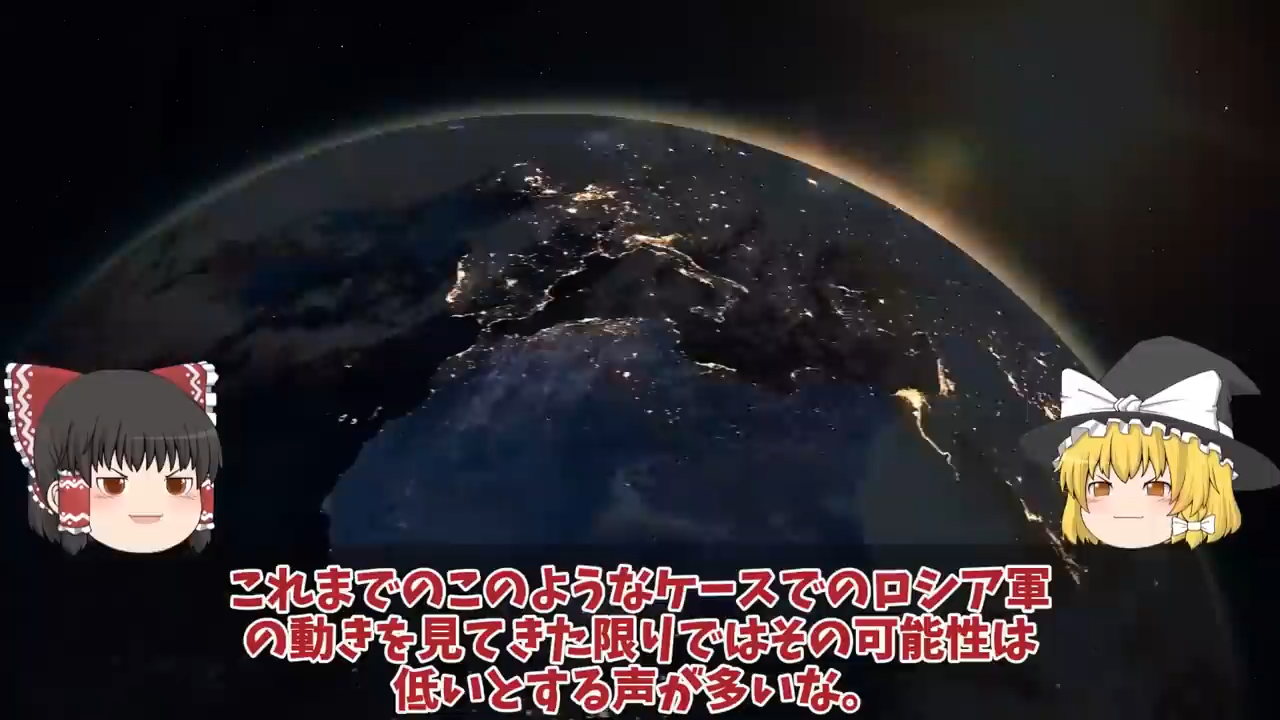 これまでのこのようなケースでのロシア軍
の動きを見てきた限りではその可能性は
低いとする声が多いな。